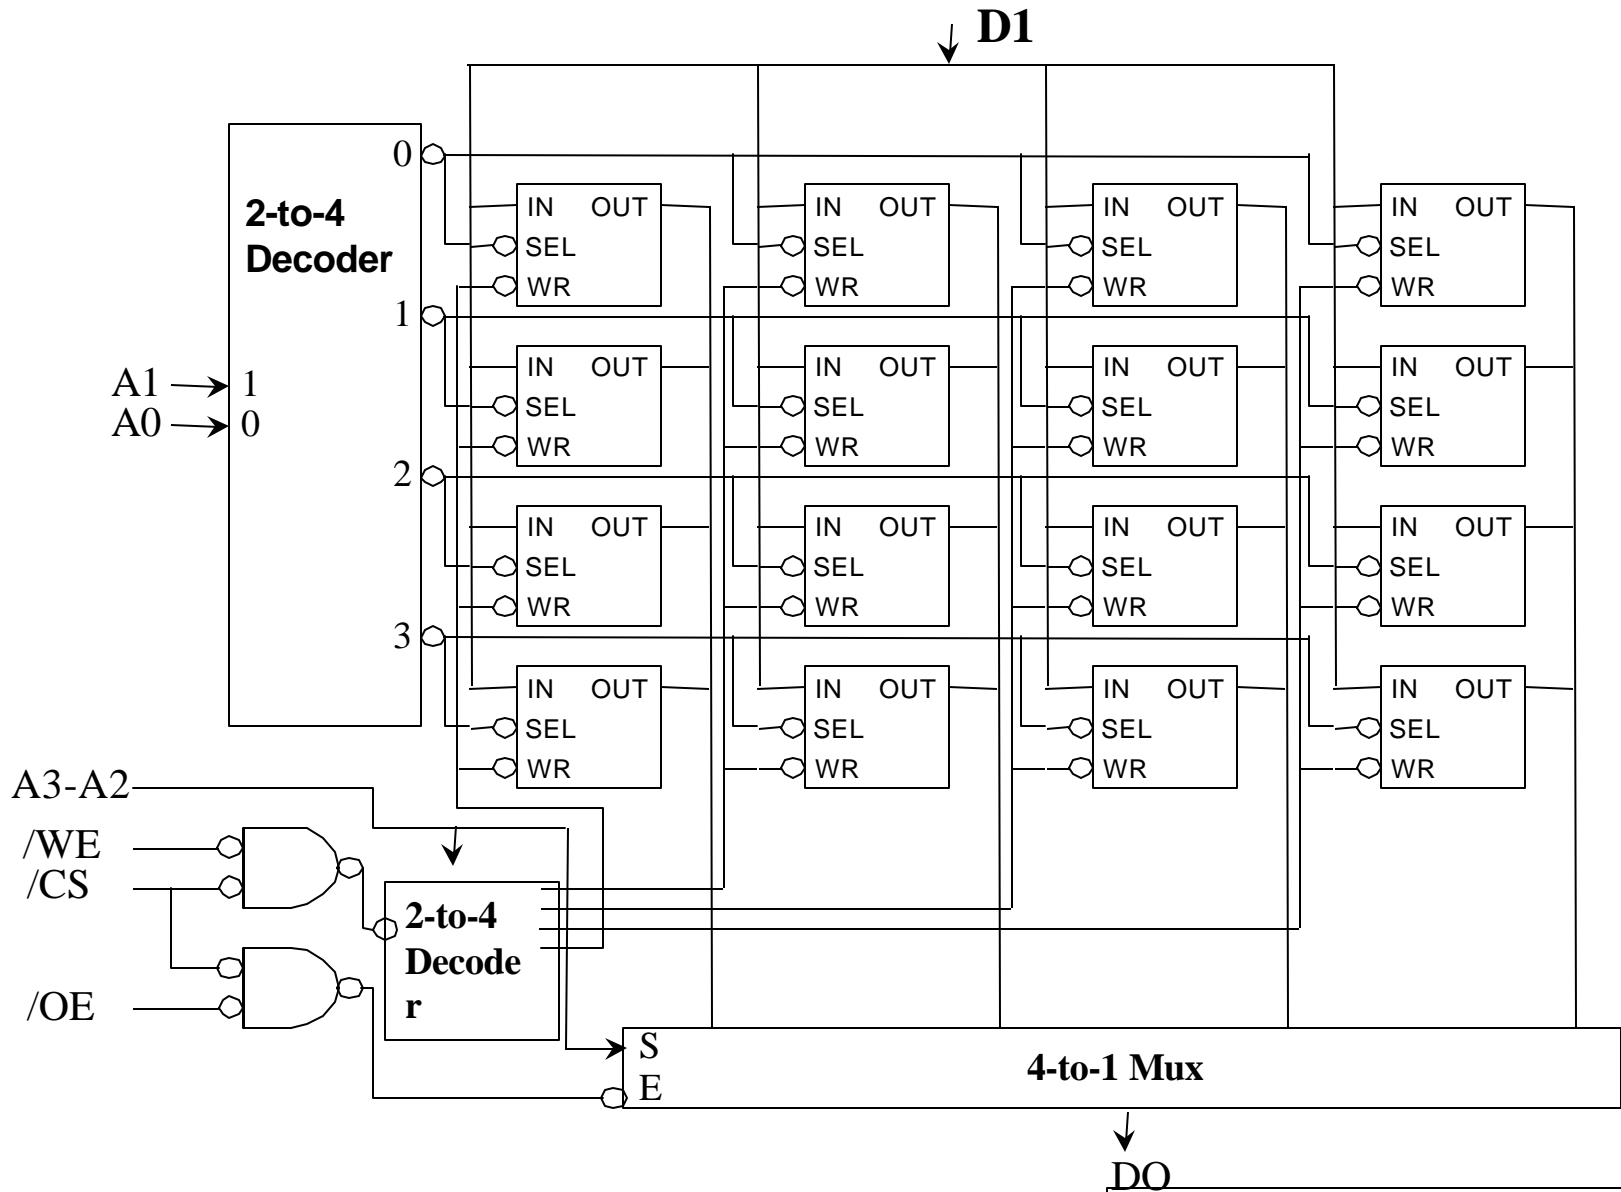 D1
0
2-to-4
Decoder
IN OUT IN OUT IN OUT IN OUT
SEL SEL SEL SEL
WR WR WR WR
1
IN OUT IN OUT IN OUT IN OUT
A1 1
SEL SEL SEL SEL
A0 0
WR WR WR WR
2
IN OUT IN OUT IN OUT IN OUT
SEL SEL SEL SEL
WR WR WR WR
3
IN OUT IN OUT IN OUT IN OUT
SEL SEL SEL SEL
WR WR WR WR
A3-A2
/WE
/CS
2-to-4
Decode
r
/OE
S
4-to-1 Mux
E
DO